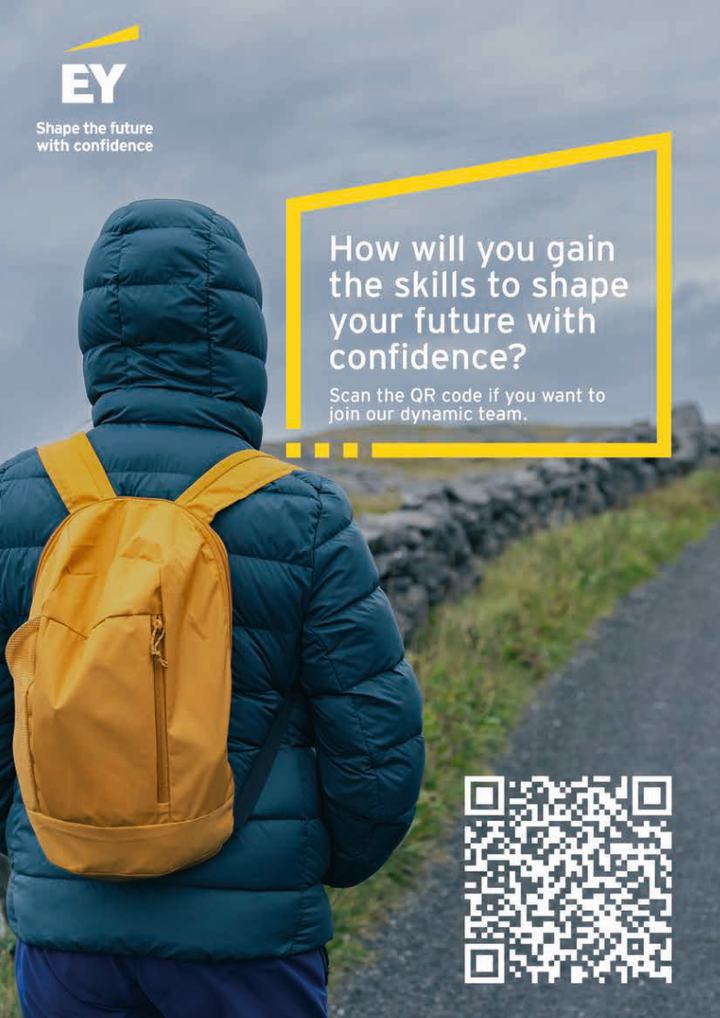 EY
Shape the future
with confidence
How will you gain
the skills to shape
your future with
confidence?
Scan the QR code if you want to
join our dynamic team.